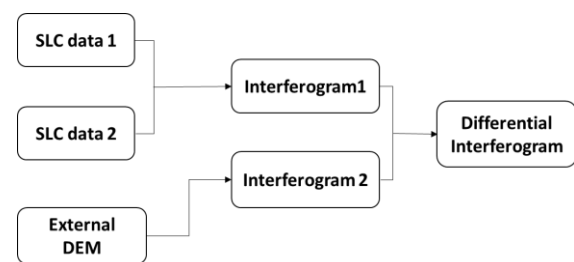 SLC data 1
SLC data 2
External
DEM
Interferogram1
Interferogram 2
Differential
Interferogram